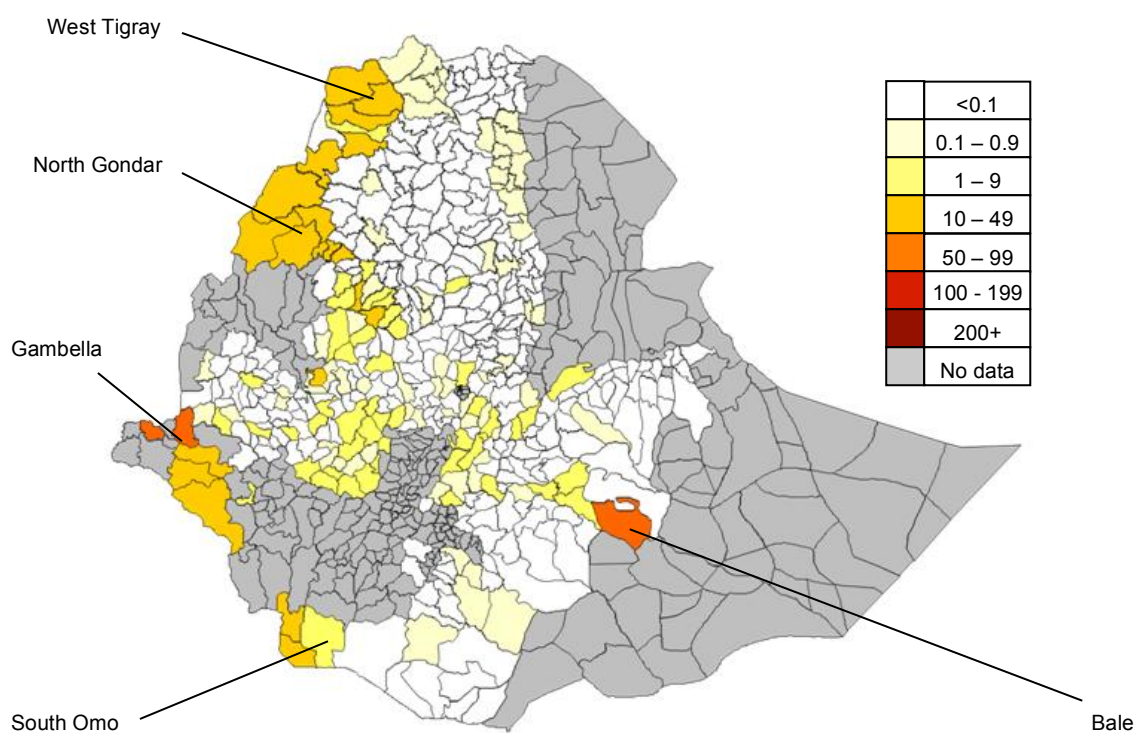 West Tigray
North Gondar
Gambella
South Omo
Bale
<0.1
0.1 – 0.9
1 – 9
10 – 49
50 – 99
100 - 199
200+
No data